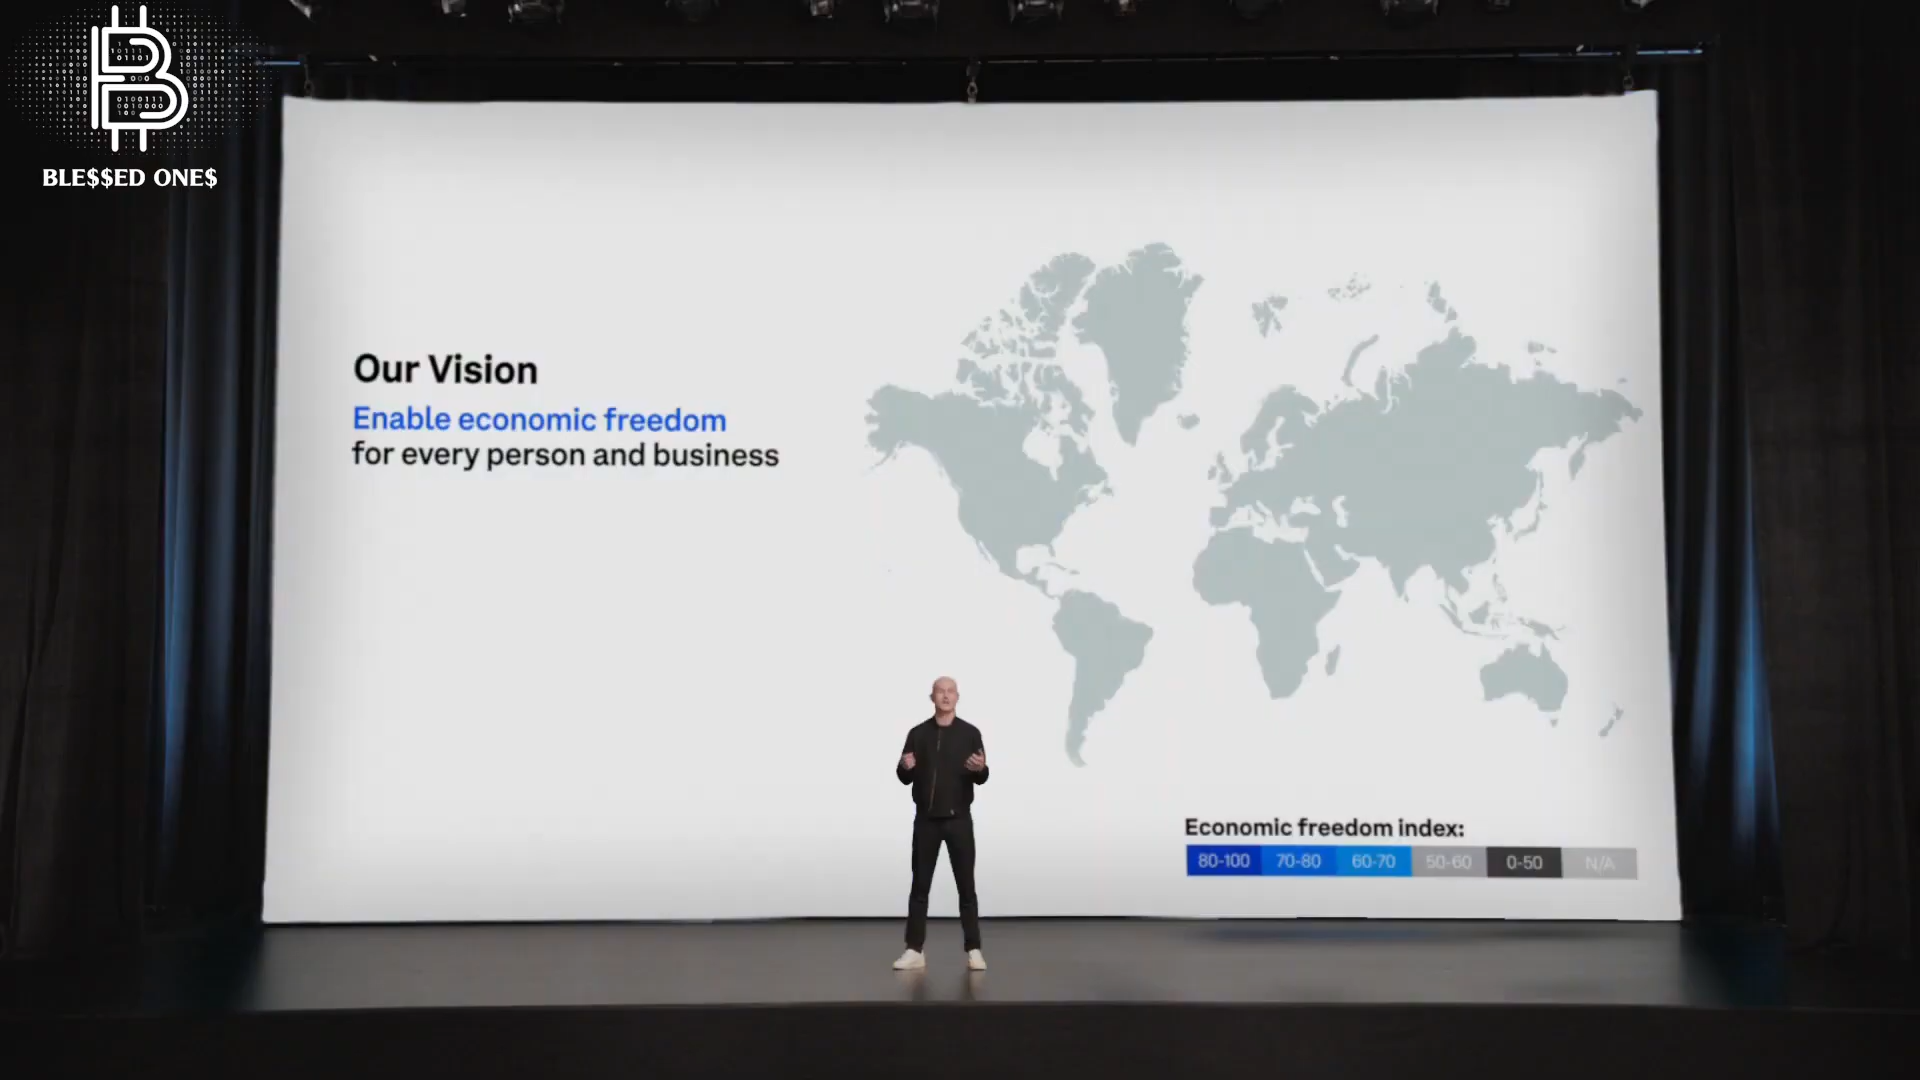 BLE$$ED ONE$
Our Vision
Enable economic freedom
for every person and business
Economic freedom index:
80-100 70-80 60-70 50-60 0-50 N/A